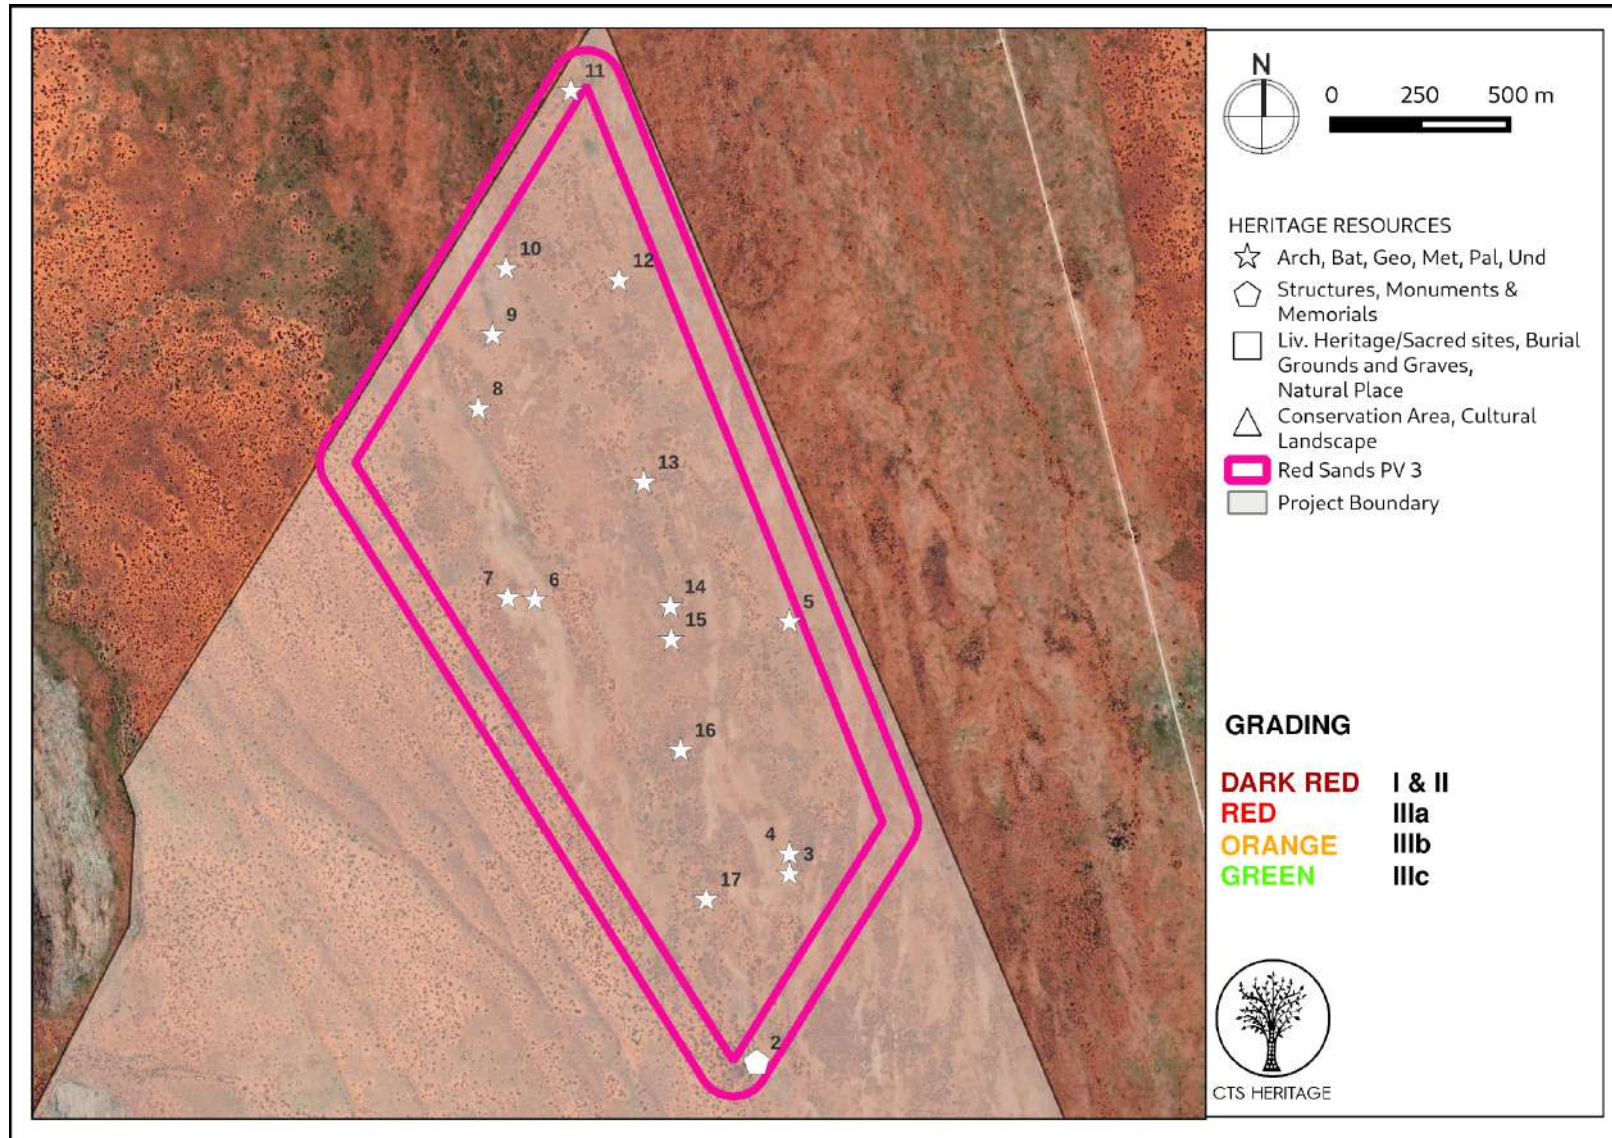 11
10
12
9
8
13
7
6
14
5
15
16
4
3
17
2
N
0 250 500 m
HERITAGE RESOURCES
Arch, Bat, Geo, Met, Pal, Und
Structures, Monuments &
Memorials
Liv. Heritage/Sacred sites, Burial
Grounds and Graves,
Natural Place
Conservation Area, Cultural
Landscape
Red Sands PV 3
Project Boundary
GRADING
DARK RED I & II
RED IIIa
ORANGE IIIb
GREEN IIIc
CTS HERITAGE